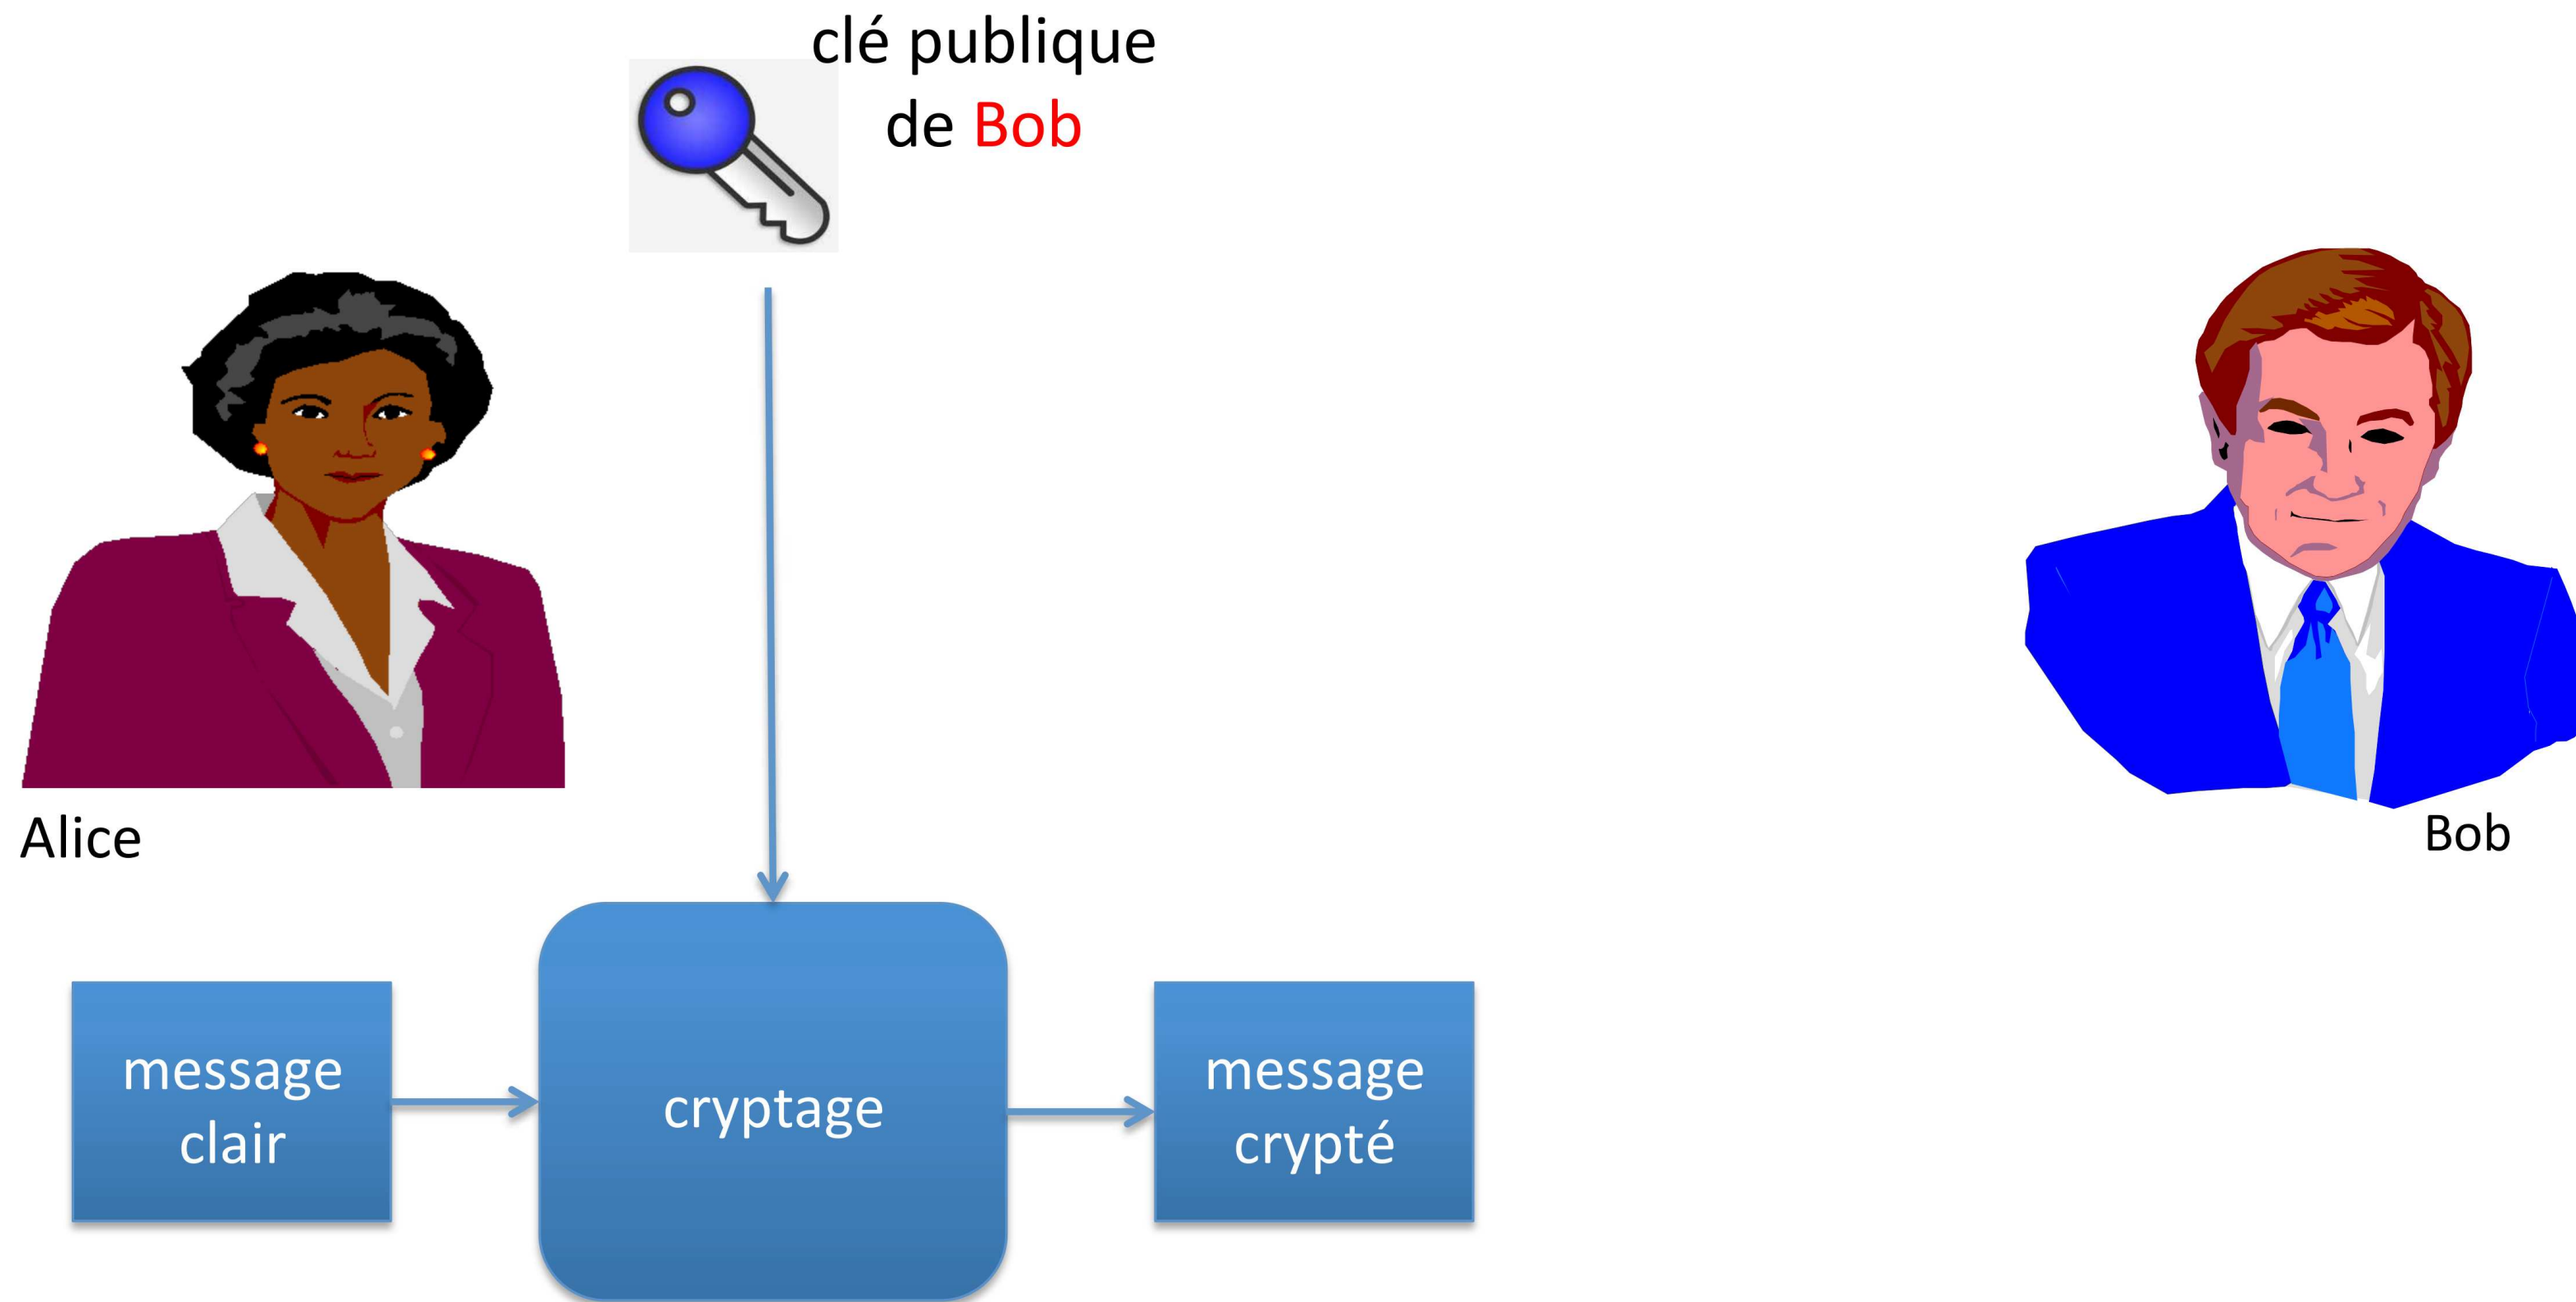 clé publique
de Bob
Alice
Bob
message
clair
cryptage
message
crypté